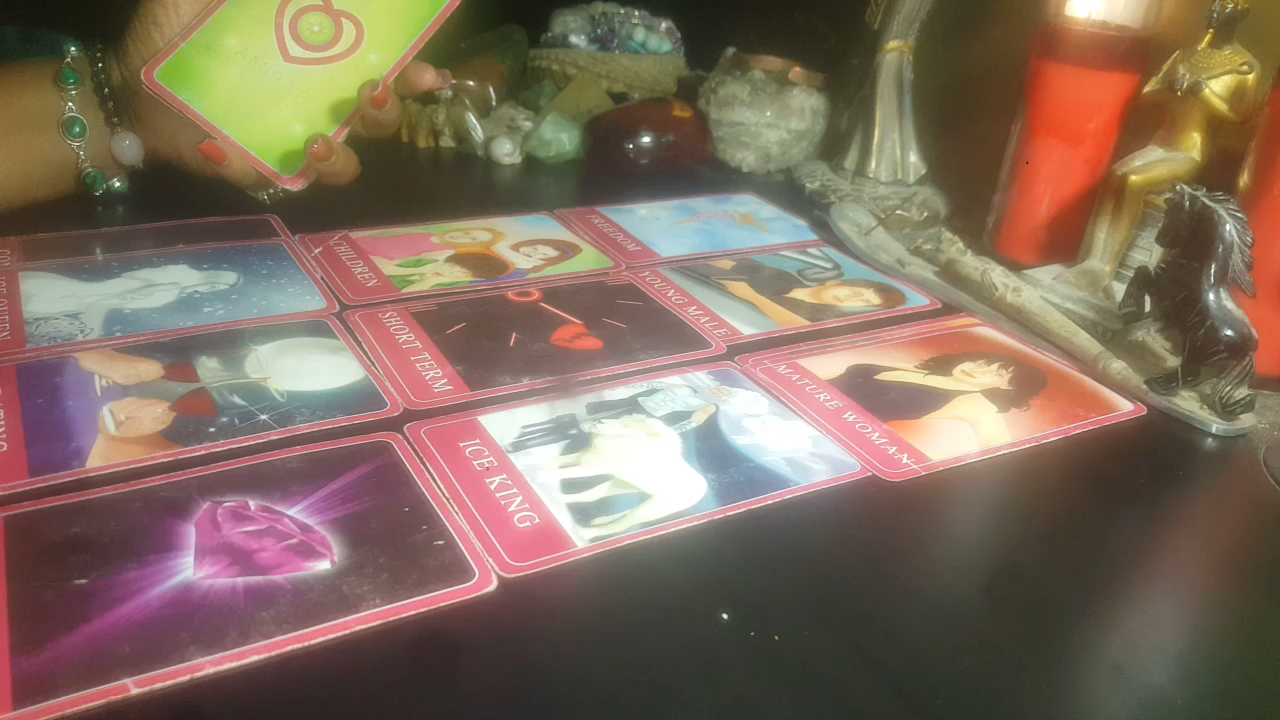 FREEDOM
CHILDREN
YOUNG MALE
SHORT TERM
MATURE WOMAN
ICE KING